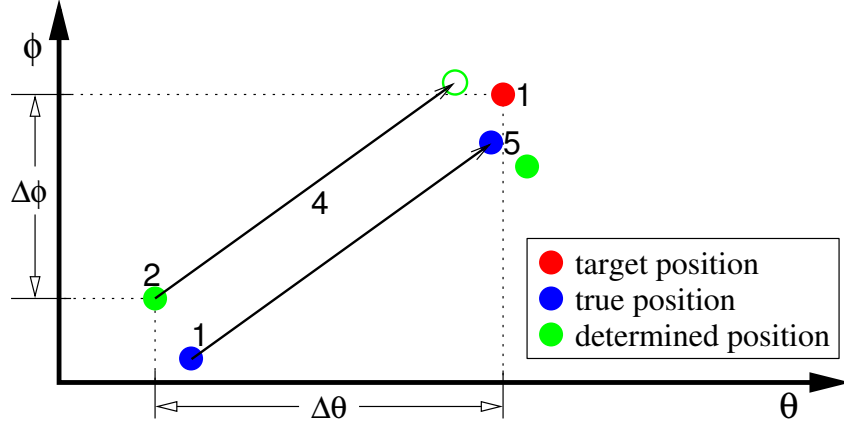 ϕ
1
5
Δϕ
4
2
target position
1
true position
determined position
Δθ
θ